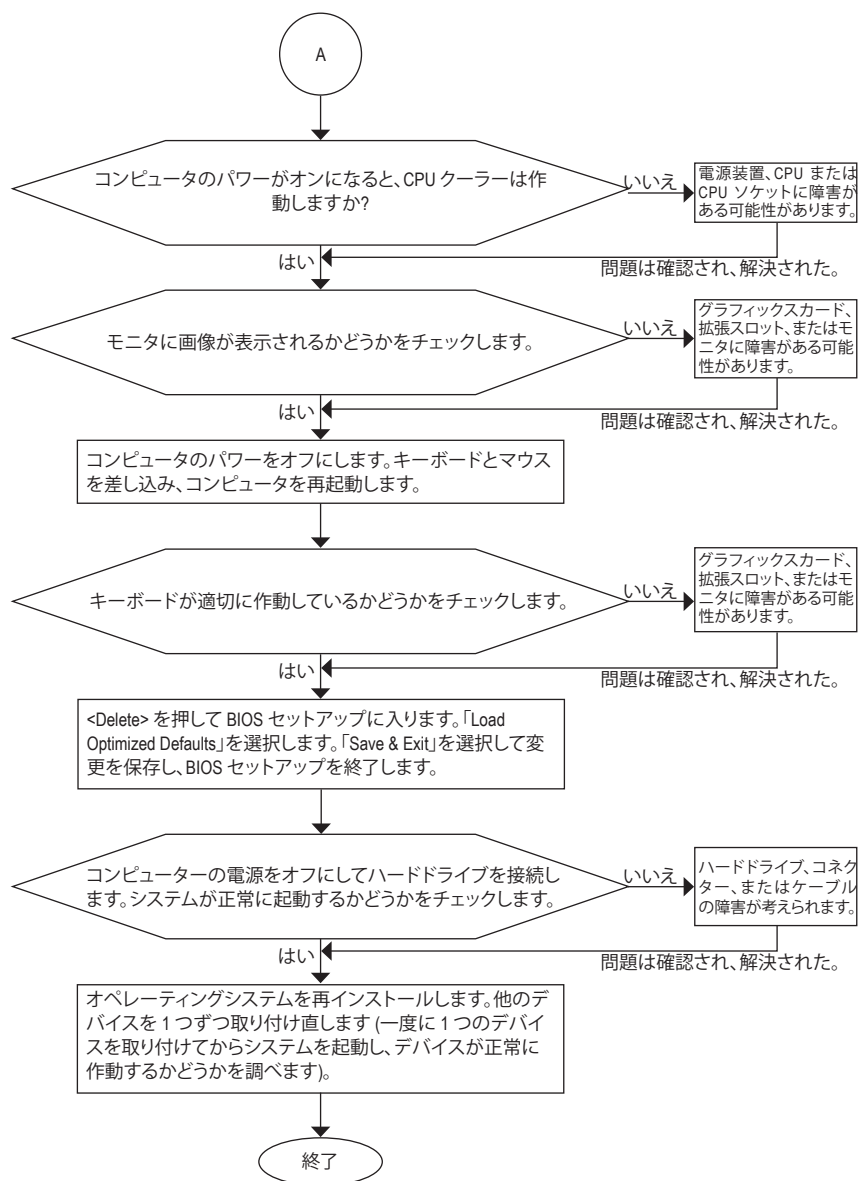 A
コンピュータのパワーがオンになると、CPU クーラーは作
動しますか?
いいえ
電源装置、CPU または
CPU ソケットに障害が
ある可能性があります。
はい
問題は確認され、解決された。
モニタに画像が表示されるかどうかをチェックします。
いいえ
グラフィックスカード、
拡張スロット、またはモ
ニタに障害がある可能
性があります。
はい
問題は確認され、解決された。
コンピュータのパワーをオフにします。キーボードとマウス
を差し込み、コンピュータを再起動します。
キーボードが適切に作動しているかどうかをチェックします。
いいえ
グラフィックスカード、
拡張スロット、またはモ
ニタに障害がある可能
性があります。
はい
問題は確認され、解決された。
<Delete> を押して BIOS セットアップに入ります。「Load
Optimized Defaults」を選択します。「Save & Exit」を選択して変
更を保存し、BIOS セットアップを終了します。
コンピューターの電源をオフにしてハードドライブを接続し
ます。システムが正常に起動するかどうかをチェックします。
いいえ
ハードドライブ、コネク
ター、またはケーブル
の障害が考えられます。
はい
問題は確認され、解決された。
オペレーティングシステムを再インストールします。他のデ
バイスを 1 つずつ取り付け直します (一度に 1 つのデバイ
スを取り付けてからシステムを起動し、デバイスが正常に
作動するかどうかを調べます)。
終了